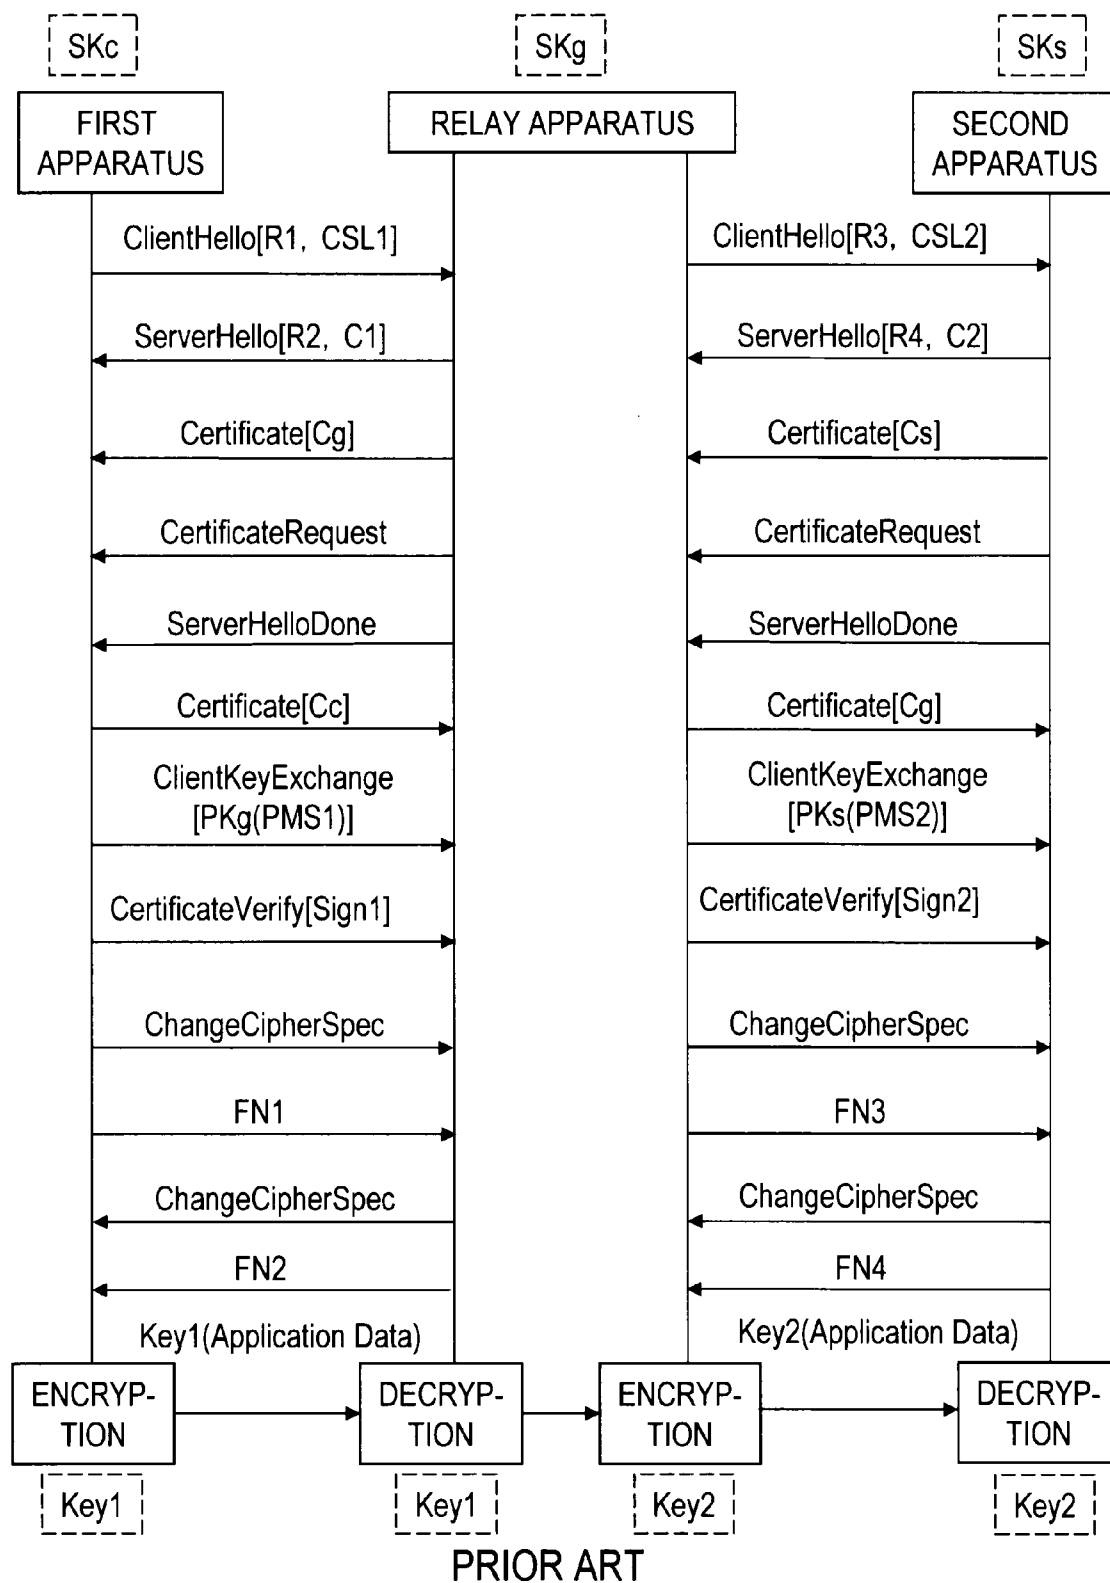 SKc
SKg
SKs
FIRST
APPARATUS
RELAY APPARATUS
SECOND
APPARATUS
ClientHello[R1, CSL1]
ClientHello[R3, CSL2]
ServerHello[R2, C1]
ServerHello[R4, C2]
Certificate[Cg]
Certificate[Cs]
CertificateRequest
CertificateRequest
ServerHelloDone
ServerHelloDone
Certificate[Cc]
Certificate[Cg]
ClientKeyExchange
[PKg(PMS1)]
ClientKeyExchange
[PKs(PMS2)]
CertificateVerify[Sign1]
CertificateVerify[Sign2]
ChangeCipherSpec
ChangeCipherSpec
FN1
FN3
ChangeCipherSpec
ChangeCipherSpec
FN2
FN4
Key1(Application Data)
Key2(Application Data)
ENCRYP-
TION
DECRYP-
TION
ENCRYP-
TION
DECRYP-
TION
Key1
Key1
Key2
Key2
PRIOR ART